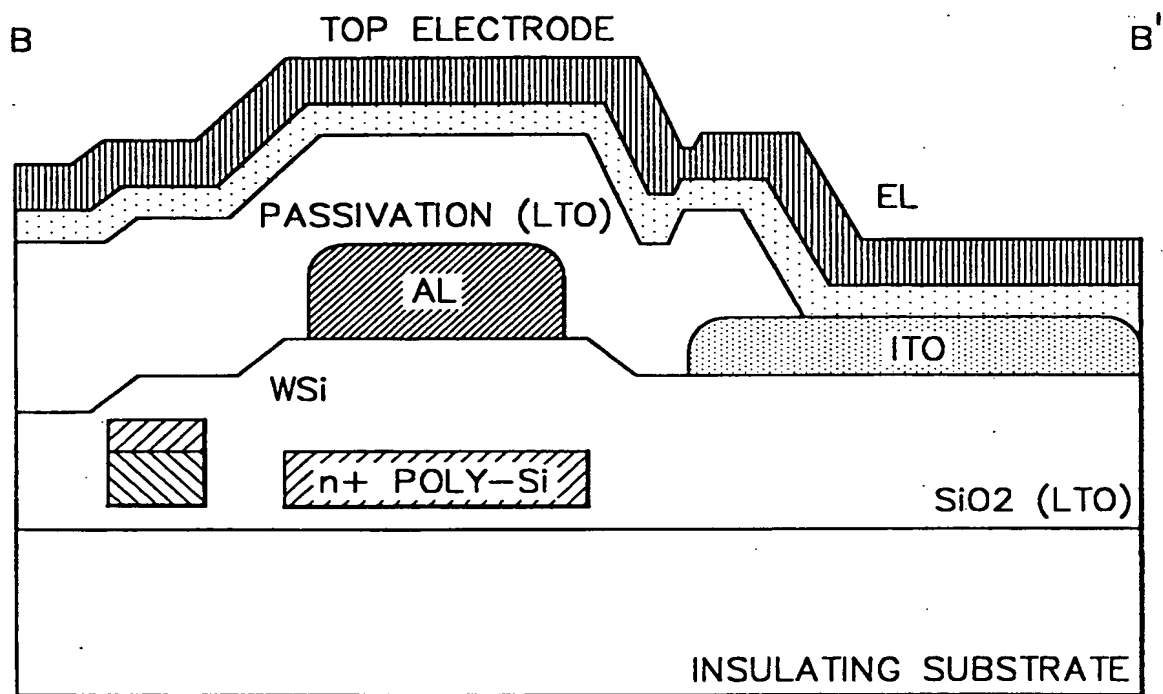 B
TOP ELECTRODE
B'
EL
PASSIVATION (LTO)
AL
ITO
WSi
n+ POLY-Si
SiO2 (LTO)
INSULATING SUBSTRATE